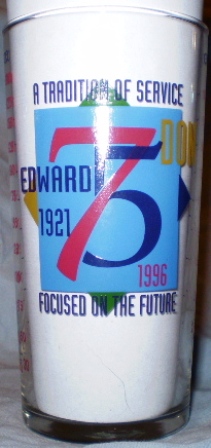 A TRADITION OF SERVICE
EDWARD DON
75
1921
1996
FOCUSED ON THE FUTURE